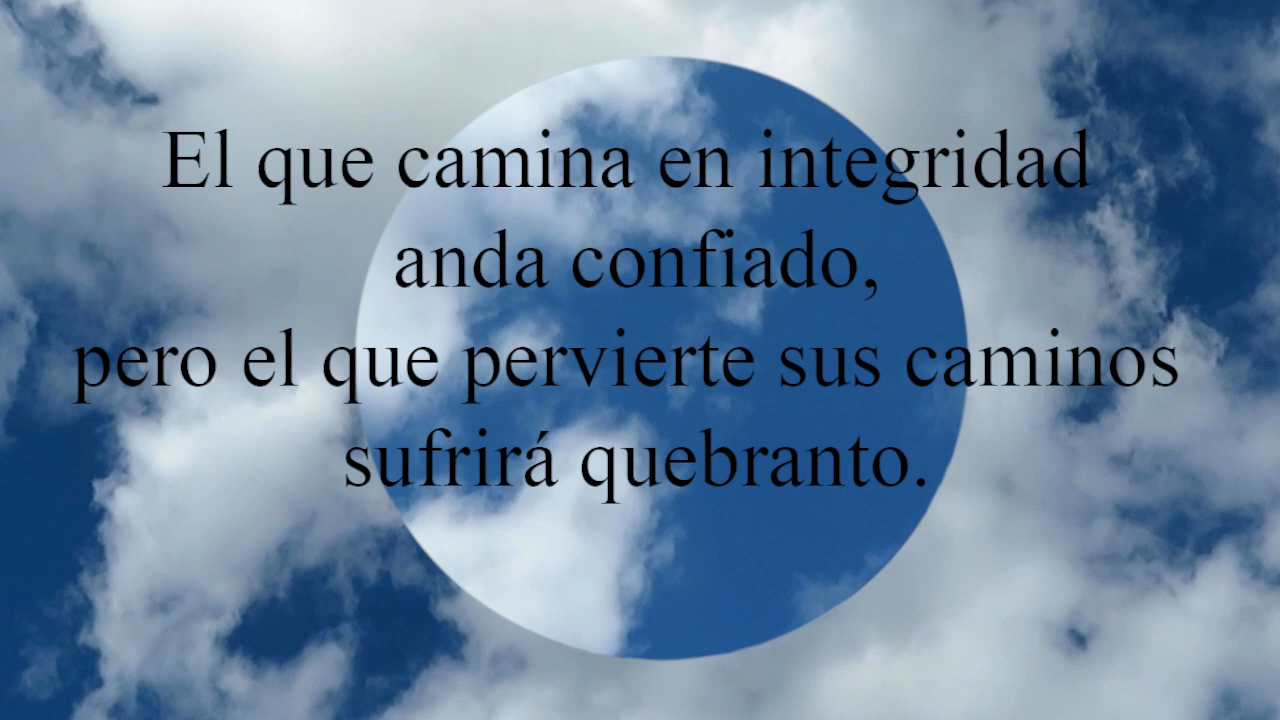 El que camina en integridad
anda confiado,
pero el que pervierte sus caminos
sufrirá quebranto.